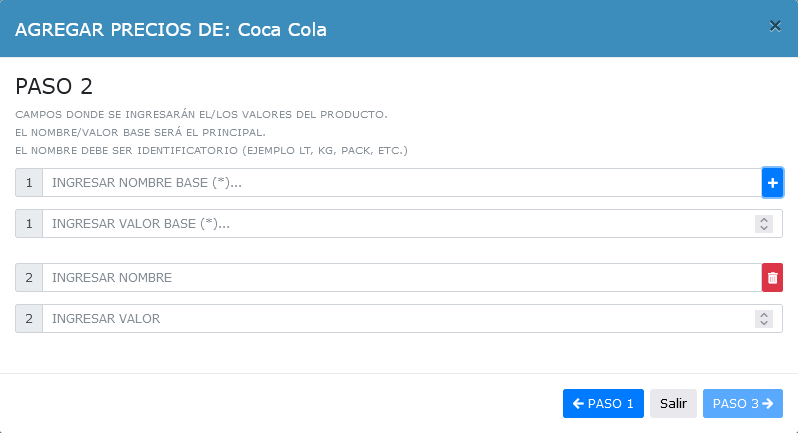 AGREGAR PRECIOS DE: Coca Cola
×
PASO 2
CAMPOS DONDE SE INGRESARÁN EL/LOS VALORES DEL PRODUCTO.
EL NOMBRE/VALOR BASE SERÁ EL PRINCIPAL.
EL NOMBRE DEBE SER IDENTIFICATORIO (EJEMPLO LT, KG, PACK, ETC.)
1 INGRESAR NOMBRE BASE (*)... +
1 INGRESAR VALOR BASE (*)...
2 INGRESAR NOMBRE
2 INGRESAR VALOR
← PASO 1 Salir PASO 3 →